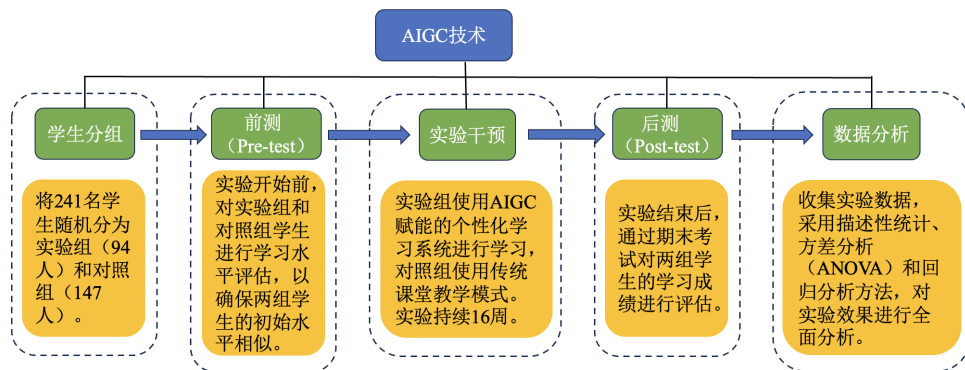 AIGC技术
学生分组
前测
（Pre-test）
实验干预
后测
（Post-test）
数据分析
将241名学
生随机分为
实验组（94
人）和对照
组（147
人）。
实验开始前，
对实验组和
对照组学生
进行学习水
平评估，以
确保两组学
生的初始水
平相似。
实验组使用AIGC
赋能的个性化学
习系统进行学习，
对照组使用传统
课堂教学模式。
实验持续16周。
实验结束后，
通过期末考
试对两组学
生的学习成
绩进行评估。
收集实验数据，
采用描述性统计、
方差分析
（ANOVA）和回
归分析方法，对
实验效果进行全
面分析。